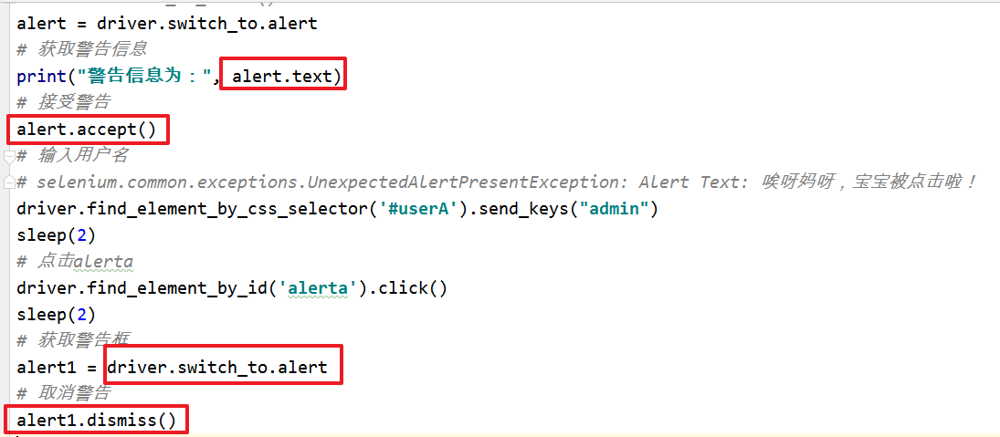 alert = driver.switch_to.alert
# 获取警告信息
print("警告信息为：", alert.text)
# 接受警告
alert.accept()
# 输入用户名
# selenium.common.exceptions.UnexpectedAlertPresentException: Alert Text: 唉呀妈呀，宝宝被点击啦！
driver.find_element_by_css_selector('#userA').send_keys("admin")
sleep(2)
# 点击alerta
driver.find_element_by_id('alerta').click()
sleep(2)
# 获取警告框
alert1 = driver.switch_to.alert
# 取消警告
alert1.dismiss()